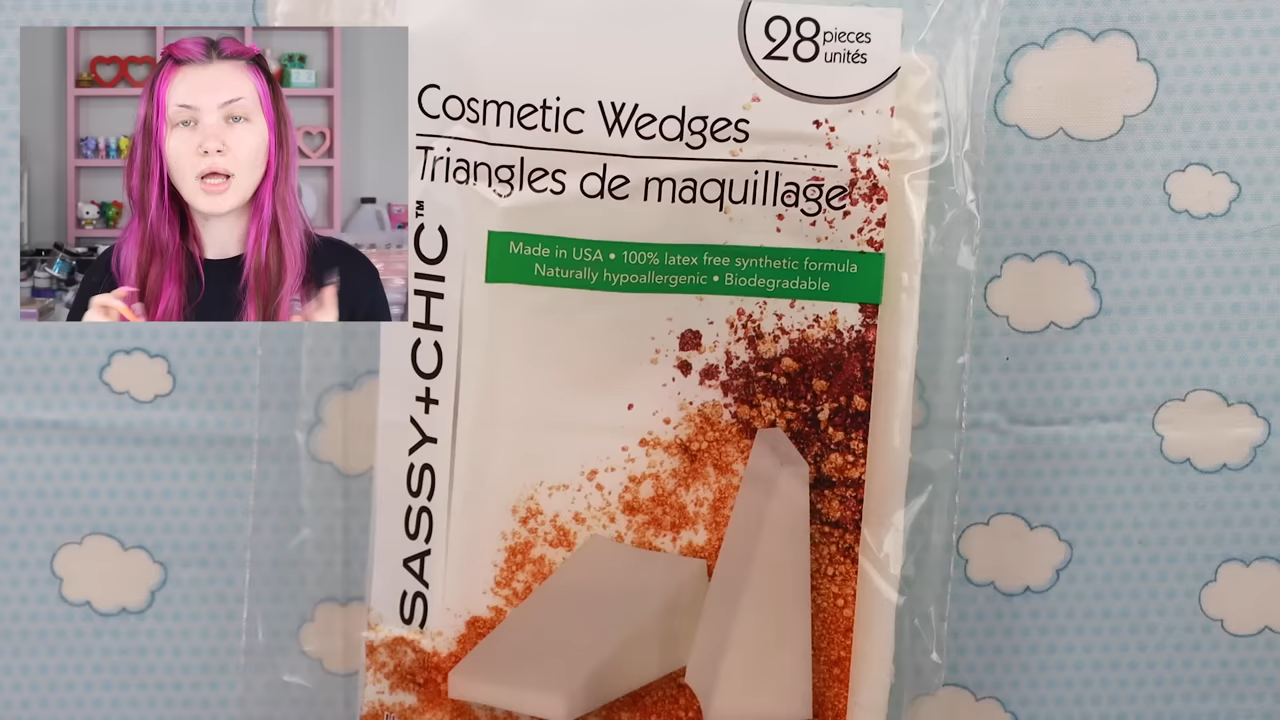 28 pieces
unités
Cosmetic Wedges
Triangles de maquillage
Made in USA • 100% latex free synthetic formula
Naturally hypoallergenic • Biodegradable
SASSY+CHIC™